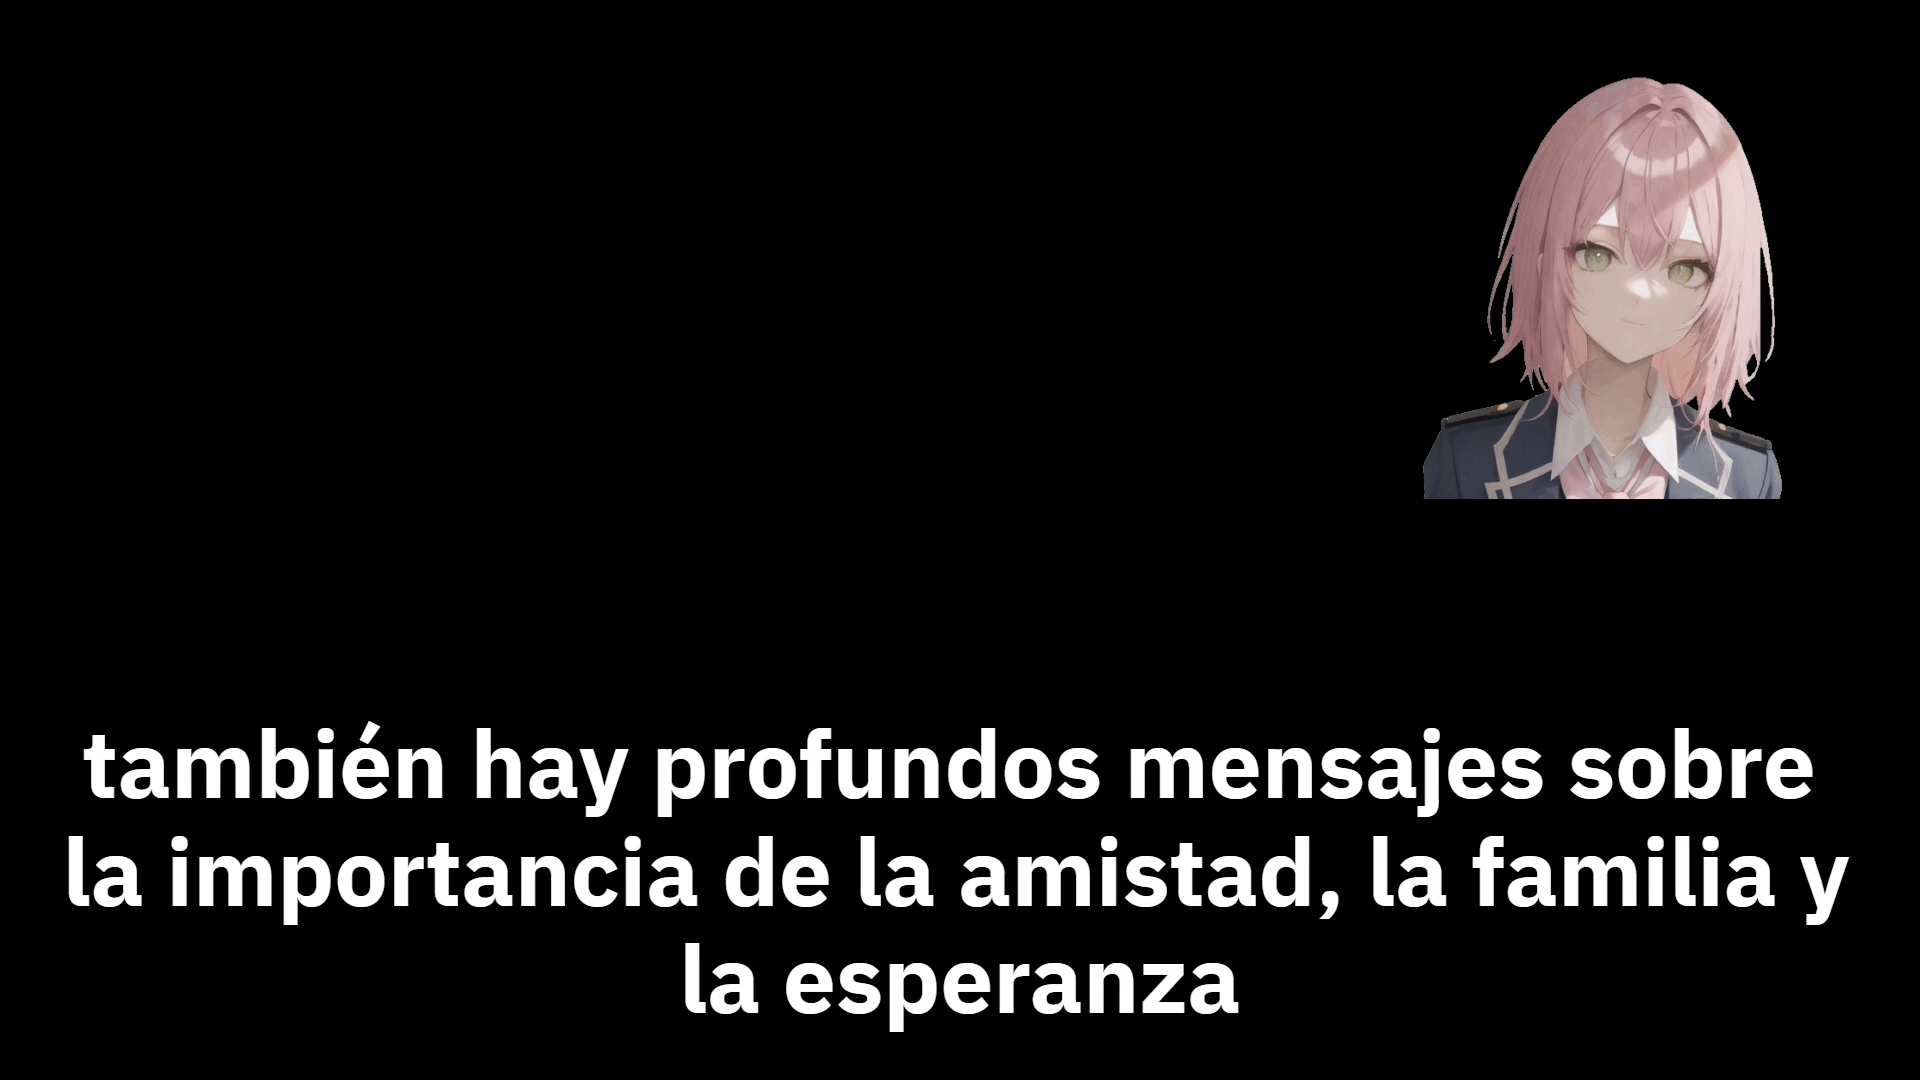 también hay profundos mensajes sobre
la importancia de la amistad, la familia y
la esperanza